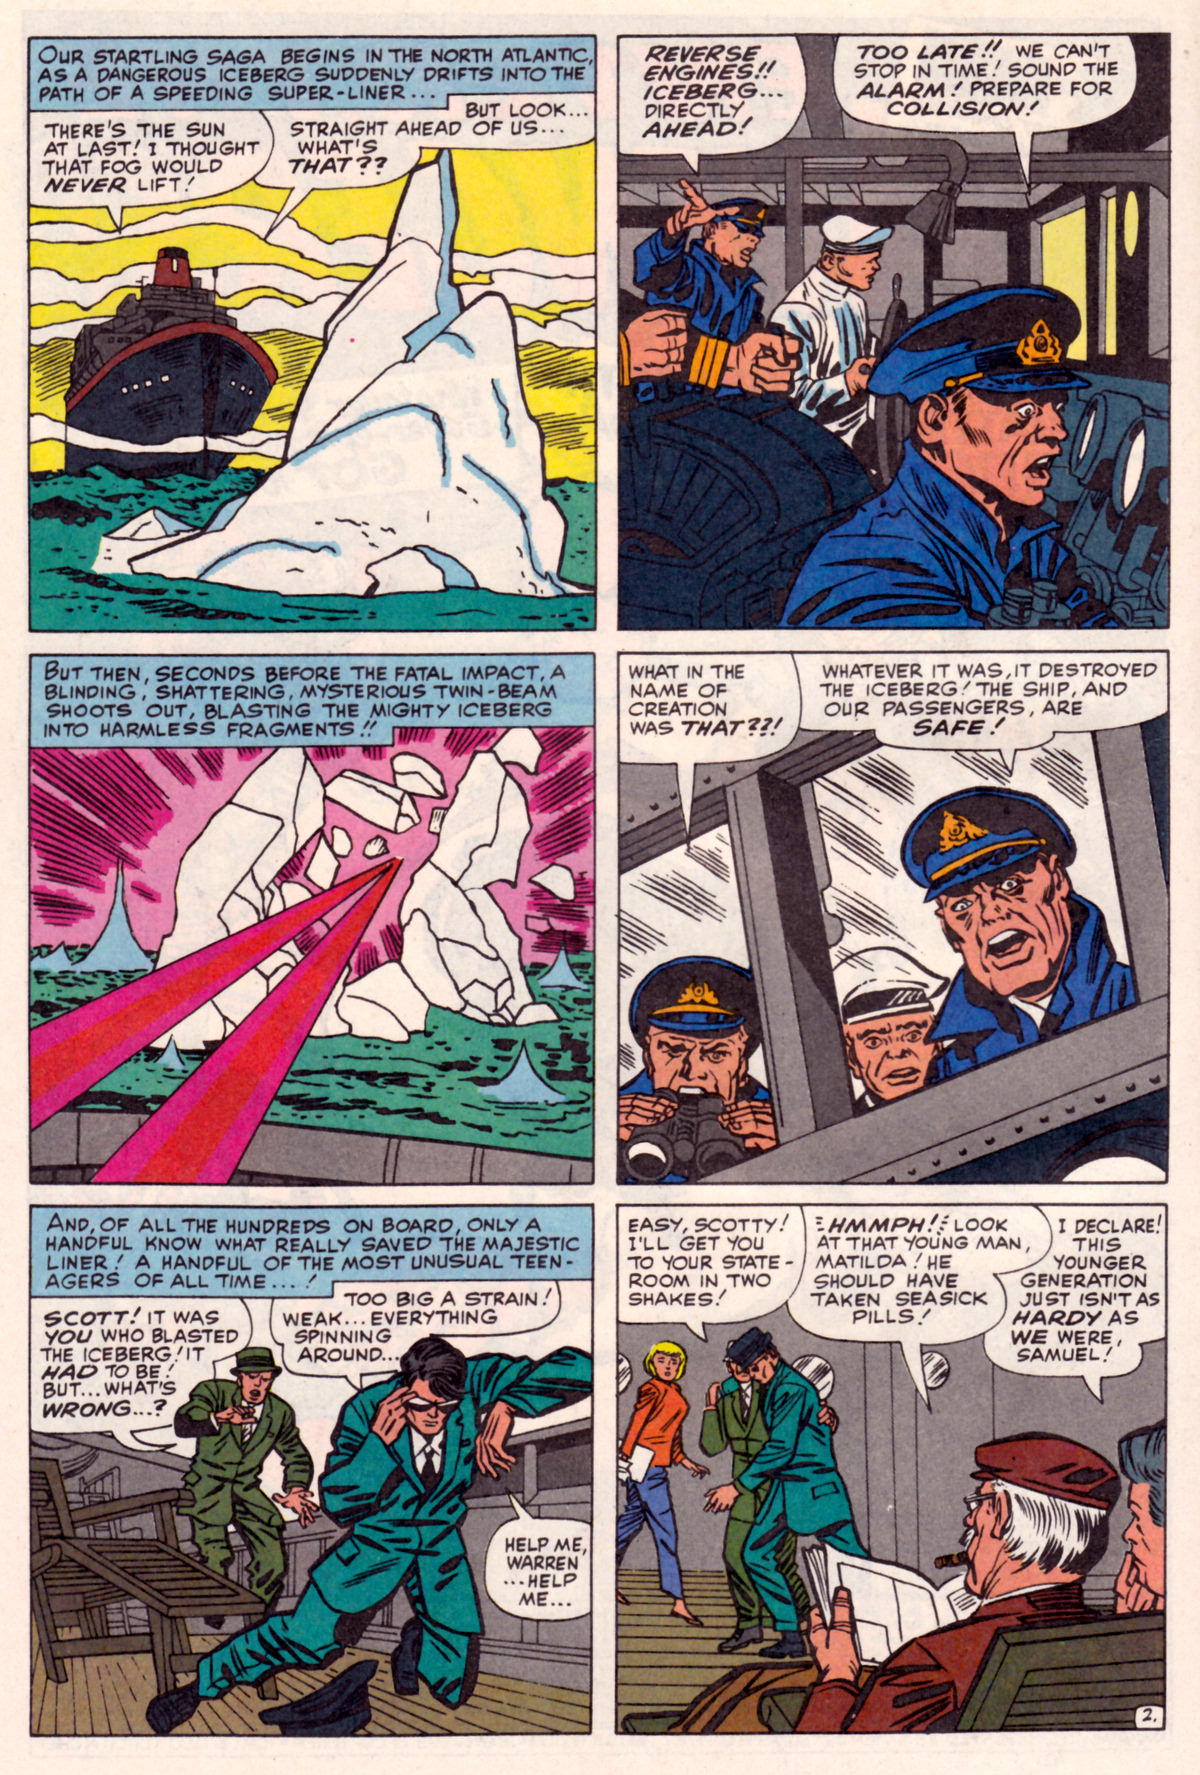 OUR STARTLING SAGA BEGINS IN THE NORTH ATLANTIC,
AS A DANGEROUS ICEBERG SUDDENLY DRIFTS INTO THE
PATH OF A SPEEDING SUPER-LINER...
THERE'S THE SUN
AT LAST! I THOUGHT
THAT FOG WOULD
NEVER LIFT!
BUT LOOK...
STRAIGHT AHEAD OF US...
WHAT'S
THAT??
REVERSE
ENGINES!!
ICEBERG...
DIRECTLY
AHEAD!
TOO LATE!! WE CAN'T
STOP IN TIME! SOUND THE
ALARM! PREPARE FOR
COLLISION!
BUT THEN, SECONDS BEFORE THE FATAL IMPACT, A
BLINDING, SHATTERING, MYSTERIOUS TWIN-BEAM
SHOOTS OUT, BLASTING THE MIGHTY ICEBERG
INTO HARMLESS FRAGMENTS!!
WHAT IN THE
NAME OF
CREATION
WAS THAT??!
WHATEVER IT WAS, IT DESTROYED
THE ICEBERG! THE SHIP, AND
OUR PASSENGERS, ARE
SAFE!
AND, OF ALL THE HUNDREDS ON BOARD, ONLY A
HANDFUL KNOW WHAT REALLY SAVED THE MAJESTIC
LINER! A HANDFUL OF THE MOST UNUSUAL TEEN-
AGERS OF ALL TIME...!
SCOTT! IT WAS
YOU WHO BLASTED
THE ICEBERG! IT
HAD TO BE!
BUT...WHAT'S
WRONG...?
TOO BIG A STRAIN!
WEAK...EVERYTHING
SPINNING
AROUND...
HELP ME,
WARREN
...HELP
ME...
EASY, SCOTTY!
I'LL GET YOU
TO YOUR STATE-
ROOM IN TWO
SHAKES!
HMMPH! LOOK
AT THAT YOUNG MAN,
MATILDA! HE
SHOULD HAVE
TAKEN SEASICK
PILLS!
I DECLARE!
THIS
YOUNGER
GENERATION
JUST ISN'T AS
HARDY AS
WE WERE,
SAMUEL!
2.